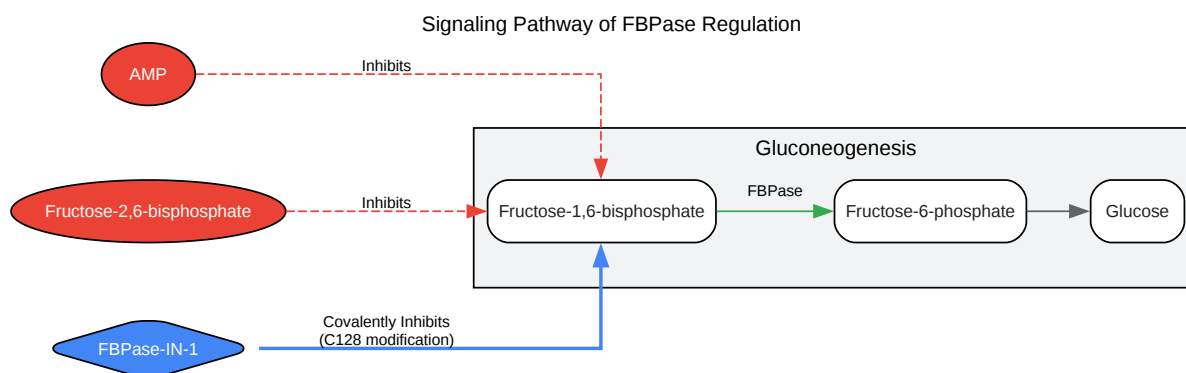 Signaling Pathway of FBPase Regulation
AMP
Inhibits
Gluconeogenesis
Fructose-2,6-bisphosphate
Inhibits
Fructose-1,6-bisphosphate
FBPase
Fructose-6-phosphate
Glucose
Covalently Inhibits
(C128 modification)
FBPase-IN-1